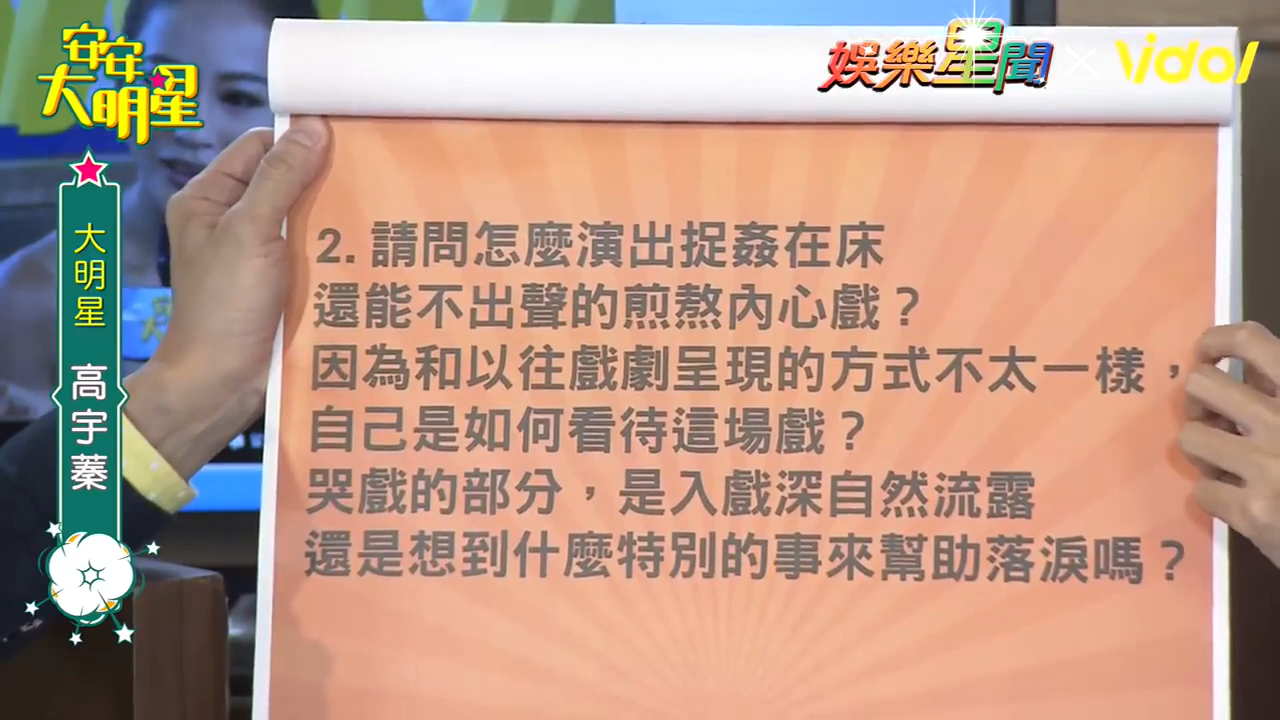 安安
大明星
娛樂星聞 × Vidol
大明星 高宇蓁
2. 請問怎麼演出捉姦在床
還能不出聲的煎熬內心戲？
因為和以往戲劇呈現的方式不太一樣，
自己是如何看待這場戲？
哭戲的部分，是入戲深自然流露
還是想到什麼特別的事來幫助落淚嗎？